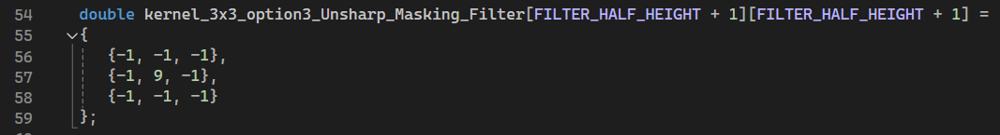 54 double kernel_3x3_option3_Unsharp_Masking_Filter[FILTER_HALF_HEIGHT + 1][FILTER_HALF_HEIGHT + 1] =
55 {
56 {-1, -1, -1},
57 {-1, 9, -1},
58 {-1, -1, -1}
59 };